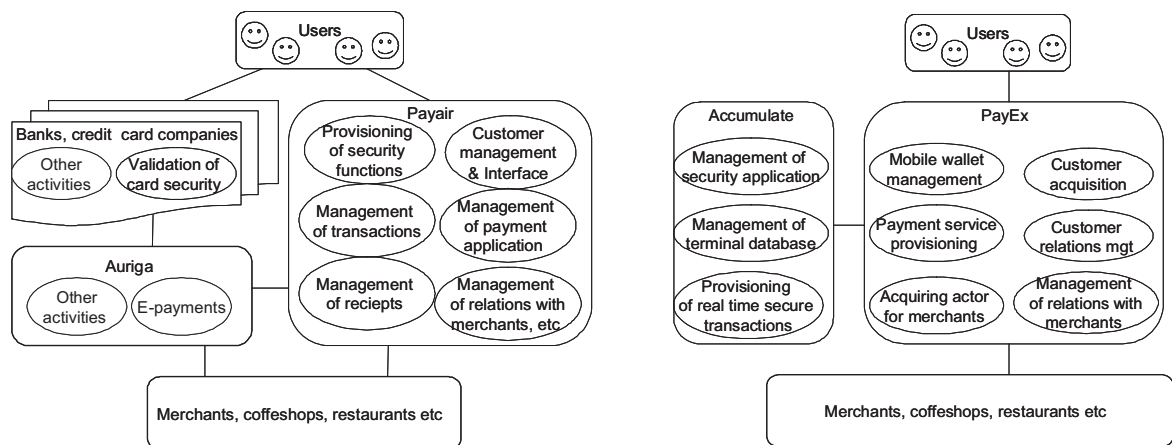 Users
Banks, credit card companies
Other
activities
Validation of
card security
Payair
Provisioning
of security
functions
Customer
management
& Interface
Management
of transactions
Management
of payment
application
Management
of reciepts
Management
of relations with
merchants, etc
Auriga
Other
activities
E-payments
Merchants, coffeshops, restaurants etc
Users
Accumulate
Management of
security application
Management of
terminal database
Provisioning
of real time secure
transactions
PayEx
Mobile wallet
management
Customer
acquisition
Payment service
provisioning
Customer
relations mgt
Acquiring actor
for merchants
Management of
relations with
merchants
Merchants, coffeshops, restaurants etc